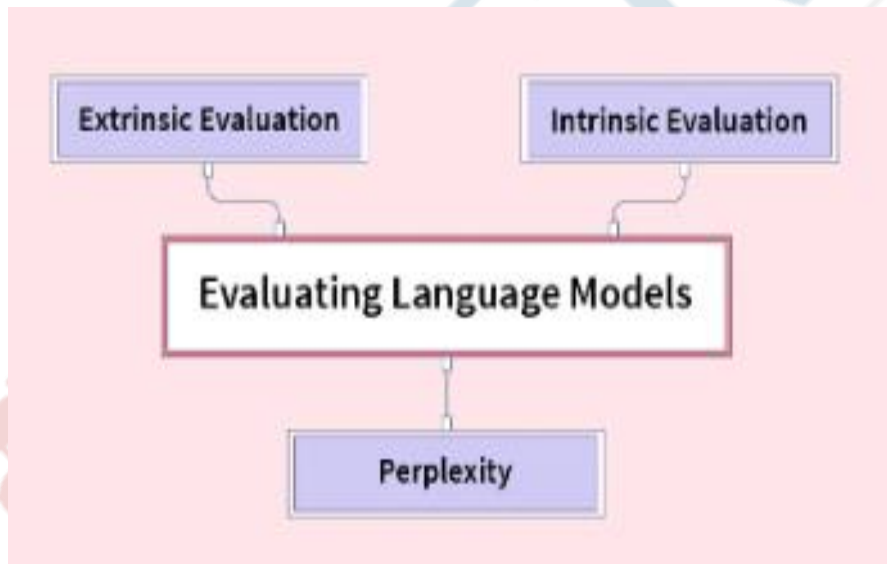 Extrinsic Evaluation
Intrinsic Evaluation
Evaluating Language Models
Perplexity